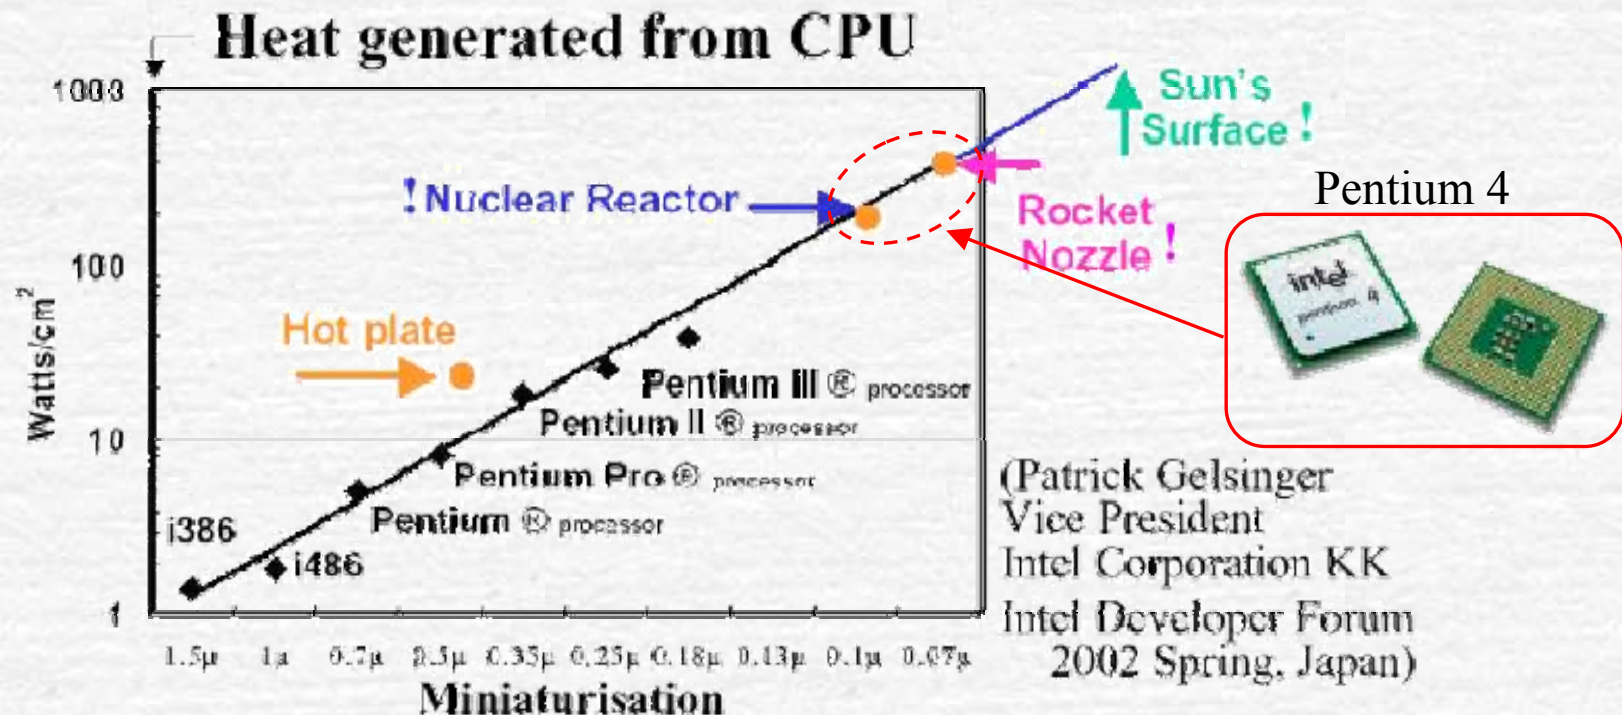 Heat generated from CPU
1000
100
10
1
Watts/cm²
Sun's
Surface !
! Nuclear Reactor
Rocket
Nozzle !
Pentium 4
intel
pentium 4
Hot plate
Pentium III ® processor
Pentium II ® processor
Pentium Pro ® processor
Pentium ® processor
i386
i486
1.5μ 1μ 0.7μ 0.5μ 0.35μ 0.25μ 0.18μ 0.13μ 0.1μ 0.07μ
Miniaturisation
(Patrick Gelsinger
Vice President
Intel Corporation KK
Intel Developer Forum
2002 Spring, Japan)